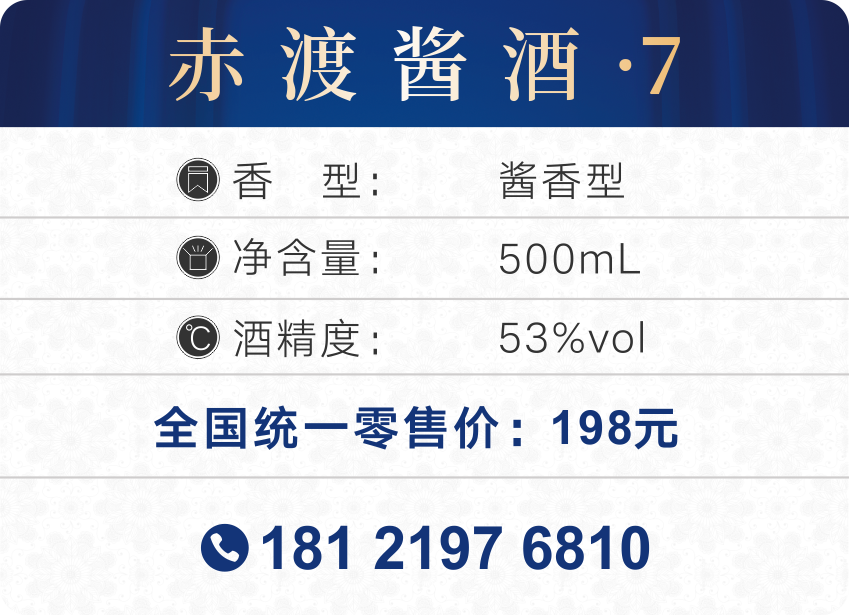 赤渡酱酒·7
香 型： 酱香型
净含量： 500mL
酒精度： 53%vol
全国统一零售价：198元
181 2197 6810